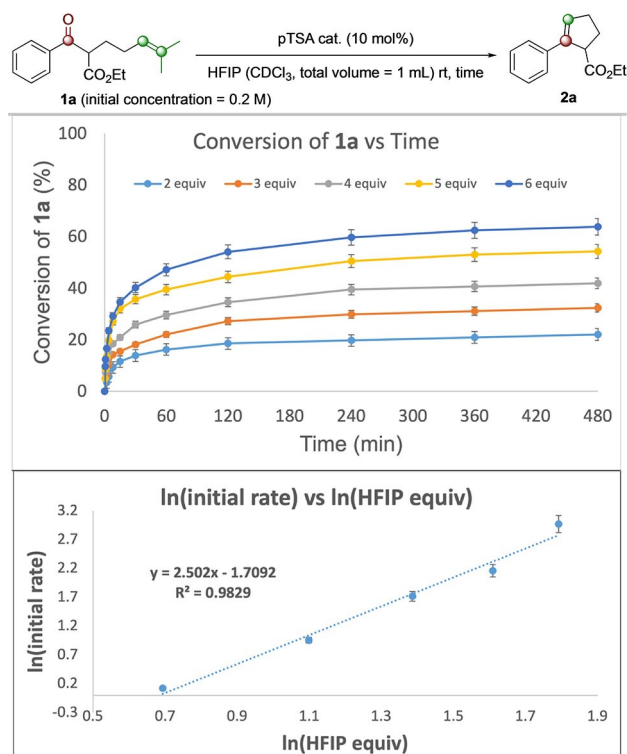 O
pTSA cat. (10 mol%)
CO₂Et
HFIP (CDCl₃, total volume = 1 mL) rt, time
CO₂Et
1a (initial concentration = 0.2 M)
2a
Conversion of 1a vs Time
2 equiv 3 equiv 4 equiv 5 equiv 6 equiv
Conversion of 1a (%)
100
80
60
40
20
0
0 60 120 180 240 300 360 420 480
Time (min)
ln(initial rate) vs ln(HFIP equiv)
y = 2.502x - 1.7092
R² = 0.9829
ln(initial rate)
3.2
2.7
2.2
1.7
1.2
0.7
0.2
-0.3
0.5 0.7 0.9 1.1 1.3 1.5 1.7 1.9
ln(HFIP equiv)